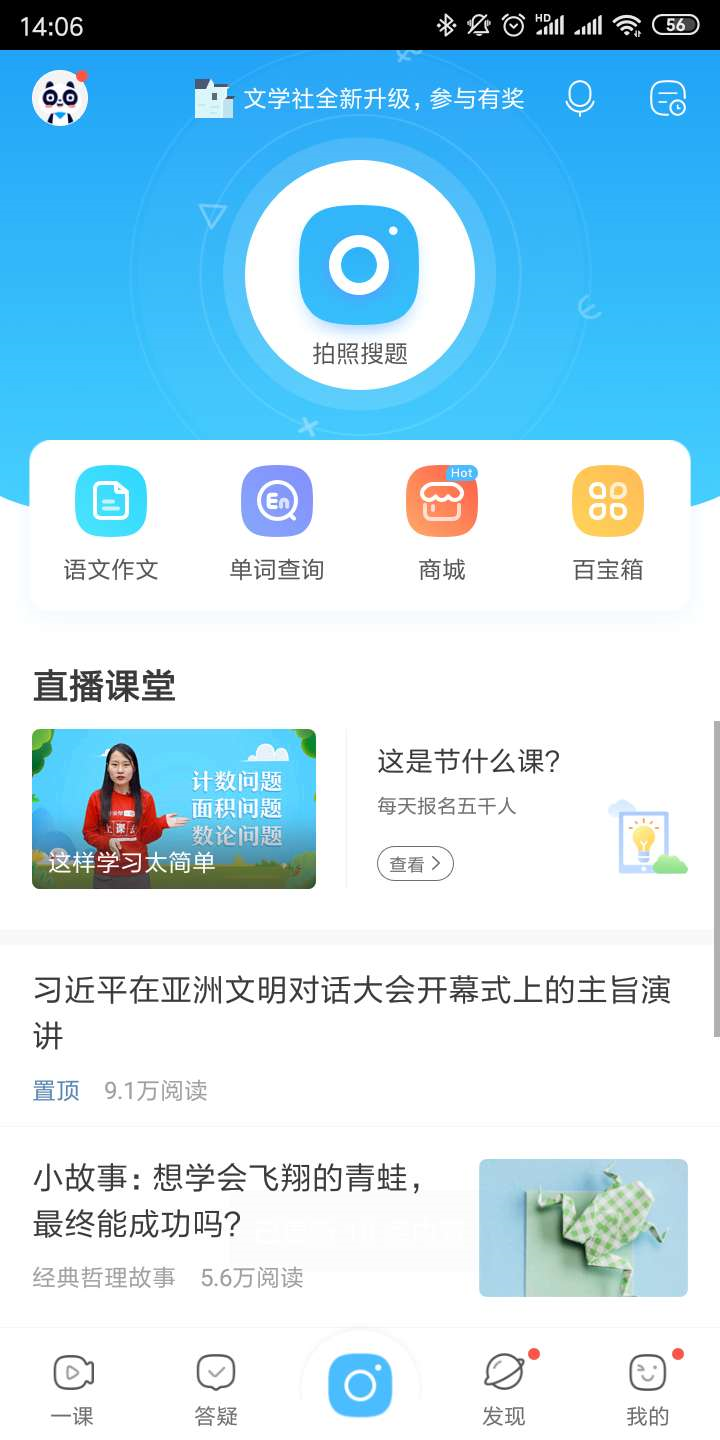 14:06
HD
56
文学社全新升级，参与有奖
拍照搜题
Hot
En
语文作文
单词查询
商城
百宝箱
直播课堂
计数问题
面积问题
数论问题
这样学习太简单
这是节什么课?
每天报名五千人
查看
习近平在亚洲文明对话大会开幕式上的主旨演
讲
置顶 9.1万阅读
小故事：想学会飞翔的青蛙，
最终能成功吗?
经典哲理故事 5.6万阅读
一课
答疑
发现
我的